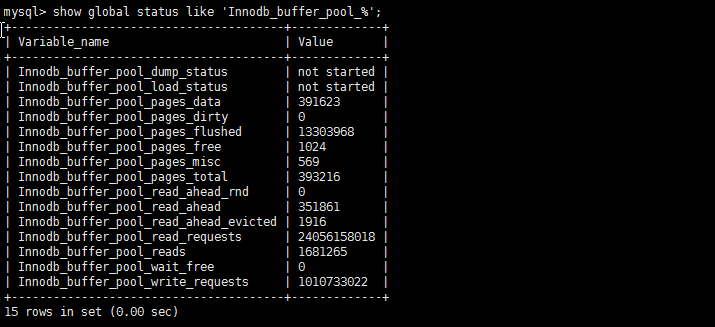 mysql> show global status like 'Innodb_buffer_pool_%';
+---------------------------------------+-------------+
| Variable_name                         | Value       |
+---------------------------------------+-------------+
| Innodb_buffer_pool_dump_status        | not started |
| Innodb_buffer_pool_load_status        | not started |
| Innodb_buffer_pool_pages_data         | 391623      |
| Innodb_buffer_pool_pages_dirty        | 0           |
| Innodb_buffer_pool_pages_flushed      | 13303968    |
| Innodb_buffer_pool_pages_free         | 1024        |
| Innodb_buffer_pool_pages_misc         | 569         |
| Innodb_buffer_pool_pages_total        | 393216      |
| Innodb_buffer_pool_read_ahead_rnd     | 0           |
| Innodb_buffer_pool_read_ahead         | 351861      |
| Innodb_buffer_pool_read_ahead_evicted | 1916        |
| Innodb_buffer_pool_read_requests      | 24056158018 |
| Innodb_buffer_pool_reads              | 1681265     |
| Innodb_buffer_pool_wait_free          | 0           |
| Innodb_buffer_pool_write_requests     | 1010733022  |
+---------------------------------------+-------------+
15 rows in set (0.00 sec)